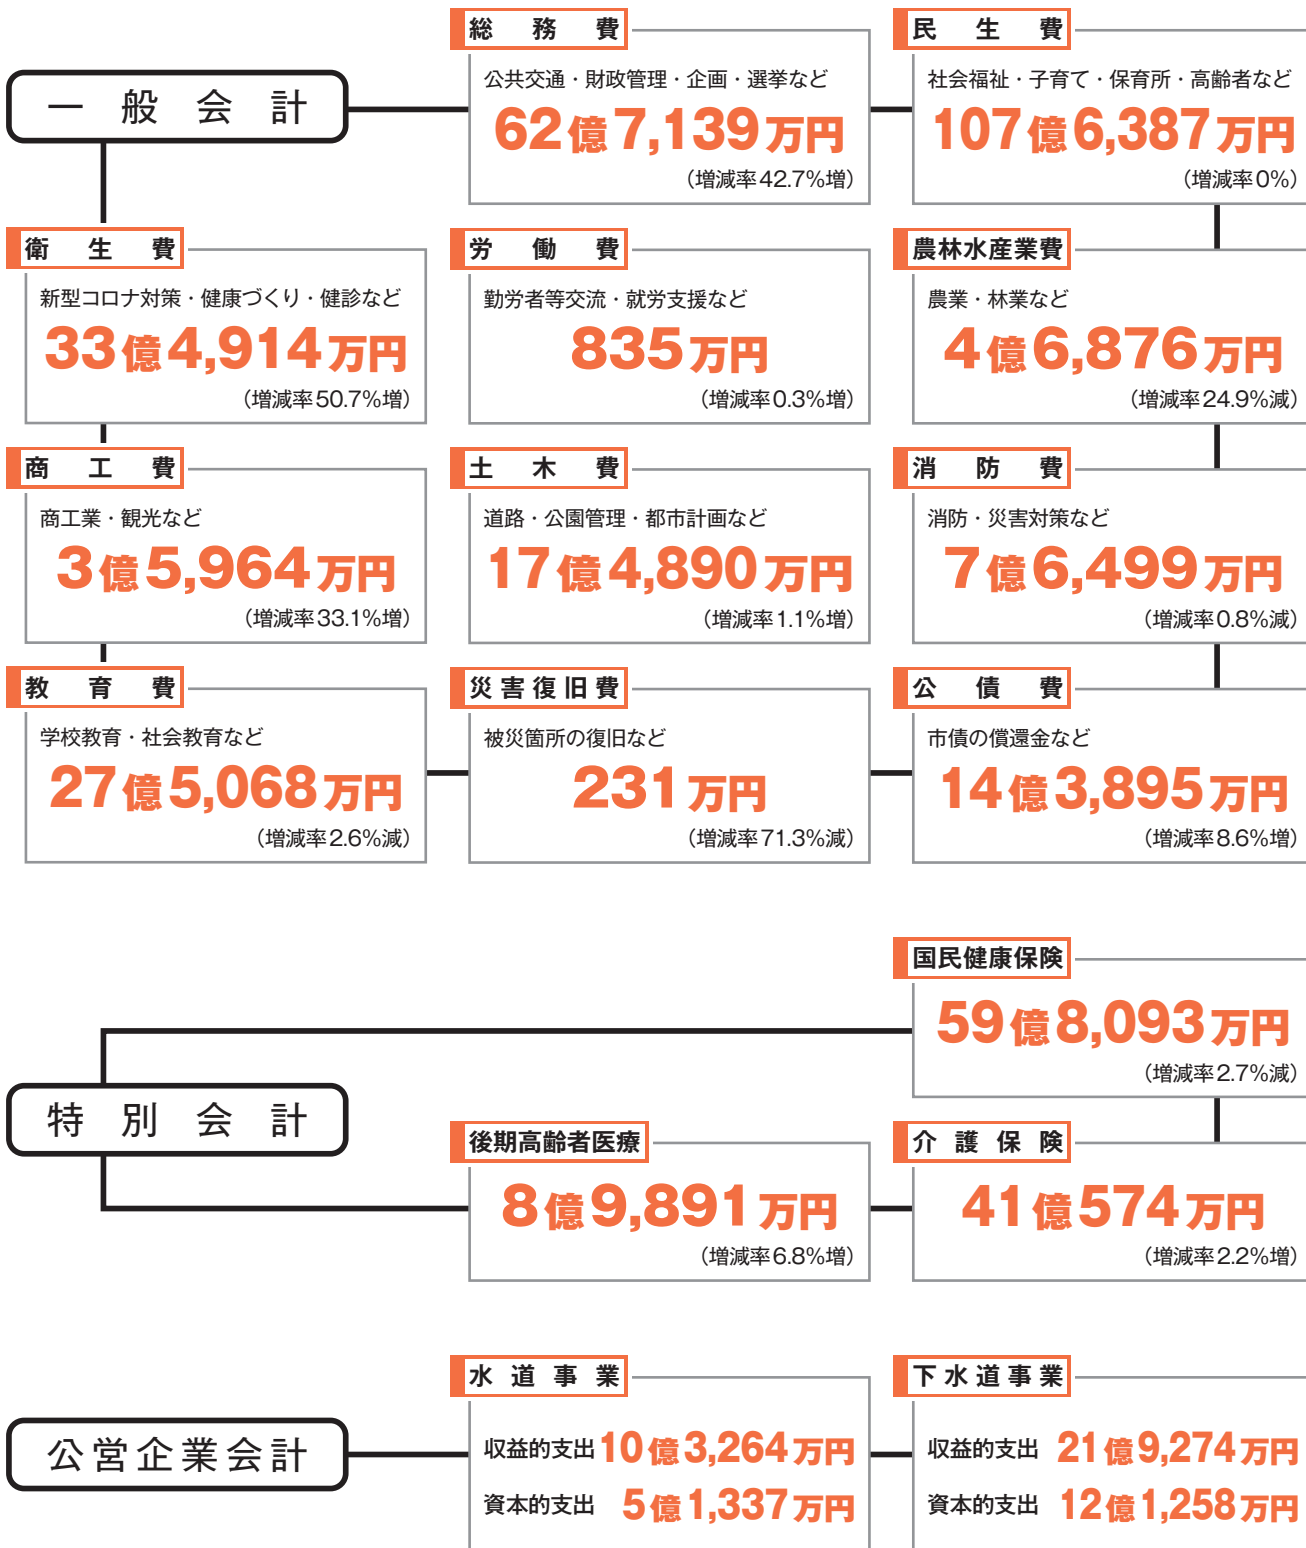 一般会計
総務費
公共交通・財政管理・企画・選挙など
62億7,139万円
（増減率42.7%増）
民生費
社会福祉・子育て・保育所・高齢者など
107億6,387万円
（増減率0%）
衛生費
新型コロナ対策・健康づくり・健診など
33億4,914万円
（増減率50.7%増）
労働費
勤労者等交流・就労支援など
835万円
（増減率0.3%増）
農林水産業費
農業・林業など
4億6,876万円
（増減率24.9%減）
商工費
商工業・観光など
3億5,964万円
（増減率33.1%増）
土木費
道路・公園管理・都市計画など
17億4,890万円
（増減率1.1%増）
消防費
消防・災害対策など
7億6,499万円
（増減率0.8%減）
教育費
学校教育・社会教育など
27億5,068万円
（増減率2.6%減）
災害復旧費
被災箇所の復旧など
231万円
（増減率71.3%減）
公債費
市債の償還金など
14億3,895万円
（増減率8.6%増）
特別会計
国民健康保険
59億8,093万円
（増減率2.7%減）
後期高齢者医療
8億9,891万円
（増減率6.8%増）
介護保険
41億574万円
（増減率2.2%増）
公営企業会計
水道事業
収益的支出10億3,264万円
資本的支出 5億1,337万円
下水道事業
収益的支出 21億9,274万円
資本的支出 12億1,258万円